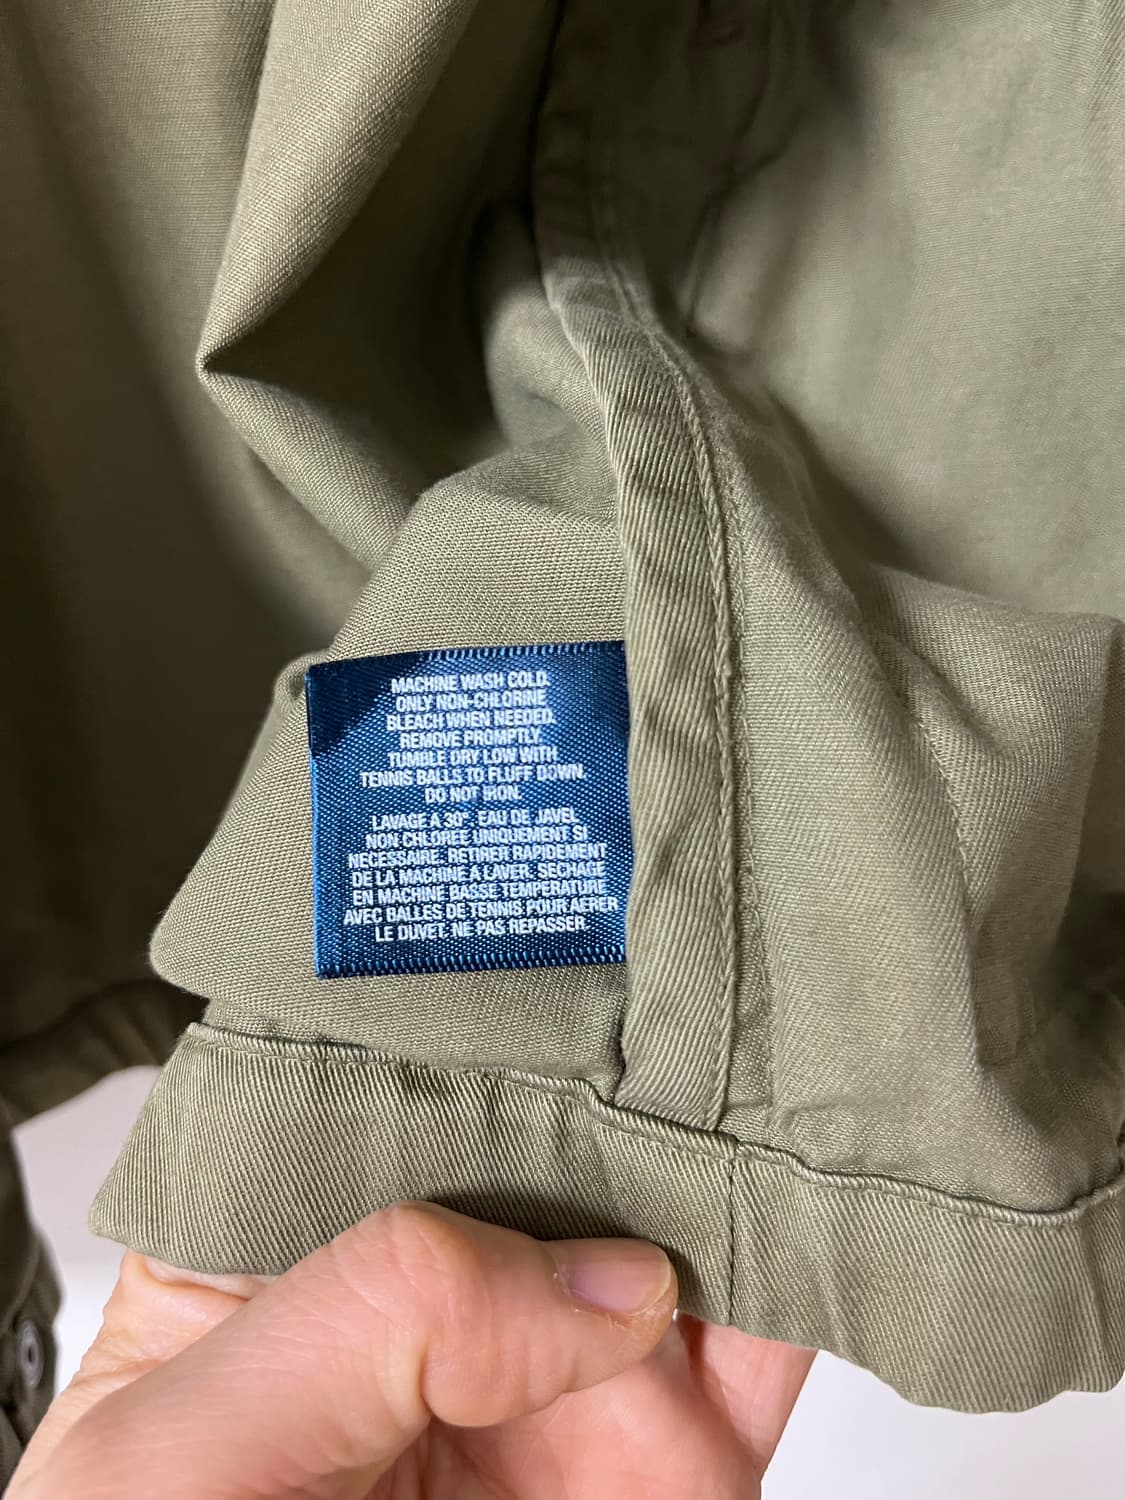 MACHINE WASH COLD.
ONLY NON-CHLORINE
BLEACH WHEN NEEDED.
REMOVE PROMPTLY.
TUMBLE DRY LOW WITH
TENNIS BALLS TO FLUFF DOWN.
DO NOT IRON.
LAVAGE A 30°. EAU DE JAVEL
NON CHLOREE UNIQUEMENT SI
NECESSAIRE. RETIRER RAPIDEMENT
DE LA MACHINE A LAVER. SECHAGE
EN MACHINE BASSE TEMPERATURE
AVEC BALLES DE TENNIS POUR AERER
LE DUVET. NE PAS REPASSER.